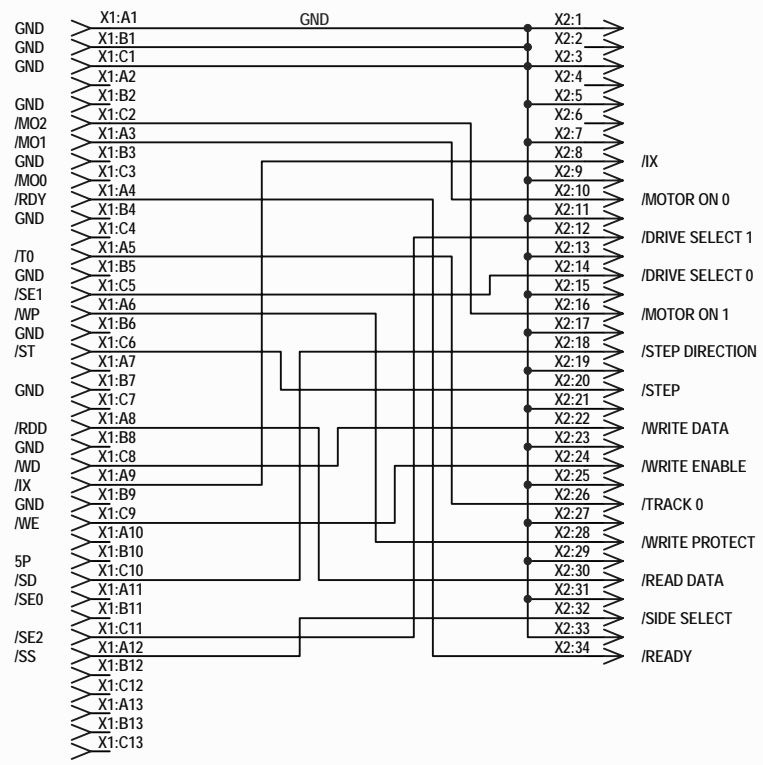 X1:A1 GND X2:1
GND X1:B1 X2:2
GND X1:C1 X2:3
GND X1:A2 X2:4
X1:B2 X2:5
GND X1:C2 X2:6
/MO2 X1:A3 X2:7
/MO1 X1:B3 X2:8
GND X1:C3 X2:9 /IX
/MO0 X1:A4 X2:10
/RDY X1:B4 X2:11 /MOTOR ON 0
GND X1:C4 X2:12
X1:A5 X2:13 /DRIVE SELECT 1
/T0 X1:B5 X2:14
GND X1:C5 X2:15 /DRIVE SELECT 0
/SE1 X1:A6 X2:16
/WP X1:B6 X2:17 /MOTOR ON 1
GND X1:C6 X2:18
/ST X1:A7 X2:19 /STEP DIRECTION
X1:B7 X2:20
GND X1:C7 X2:21 /STEP
X1:A8 X2:22
/RDD X1:B8 X2:23 /WRITE DATA
GND X1:C8 X2:24
/WD X1:A9 X2:25 /WRITE ENABLE
/IX X1:B9 X2:26
GND X1:C9 X2:27 /TRACK 0
/WE X1:A10 X2:28
X1:B10 X2:29 /WRITE PROTECT
5P X1:C10 X2:30
/SD X1:A11 X2:31 /READ DATA
/SE0 X1:B11 X2:32
X1:C11 X2:33 /SIDE SELECT
/SE2 X1:A12 X2:34
/SS X1:B12 /READY
X1:C12
X1:A13
X1:B13
X1:C13